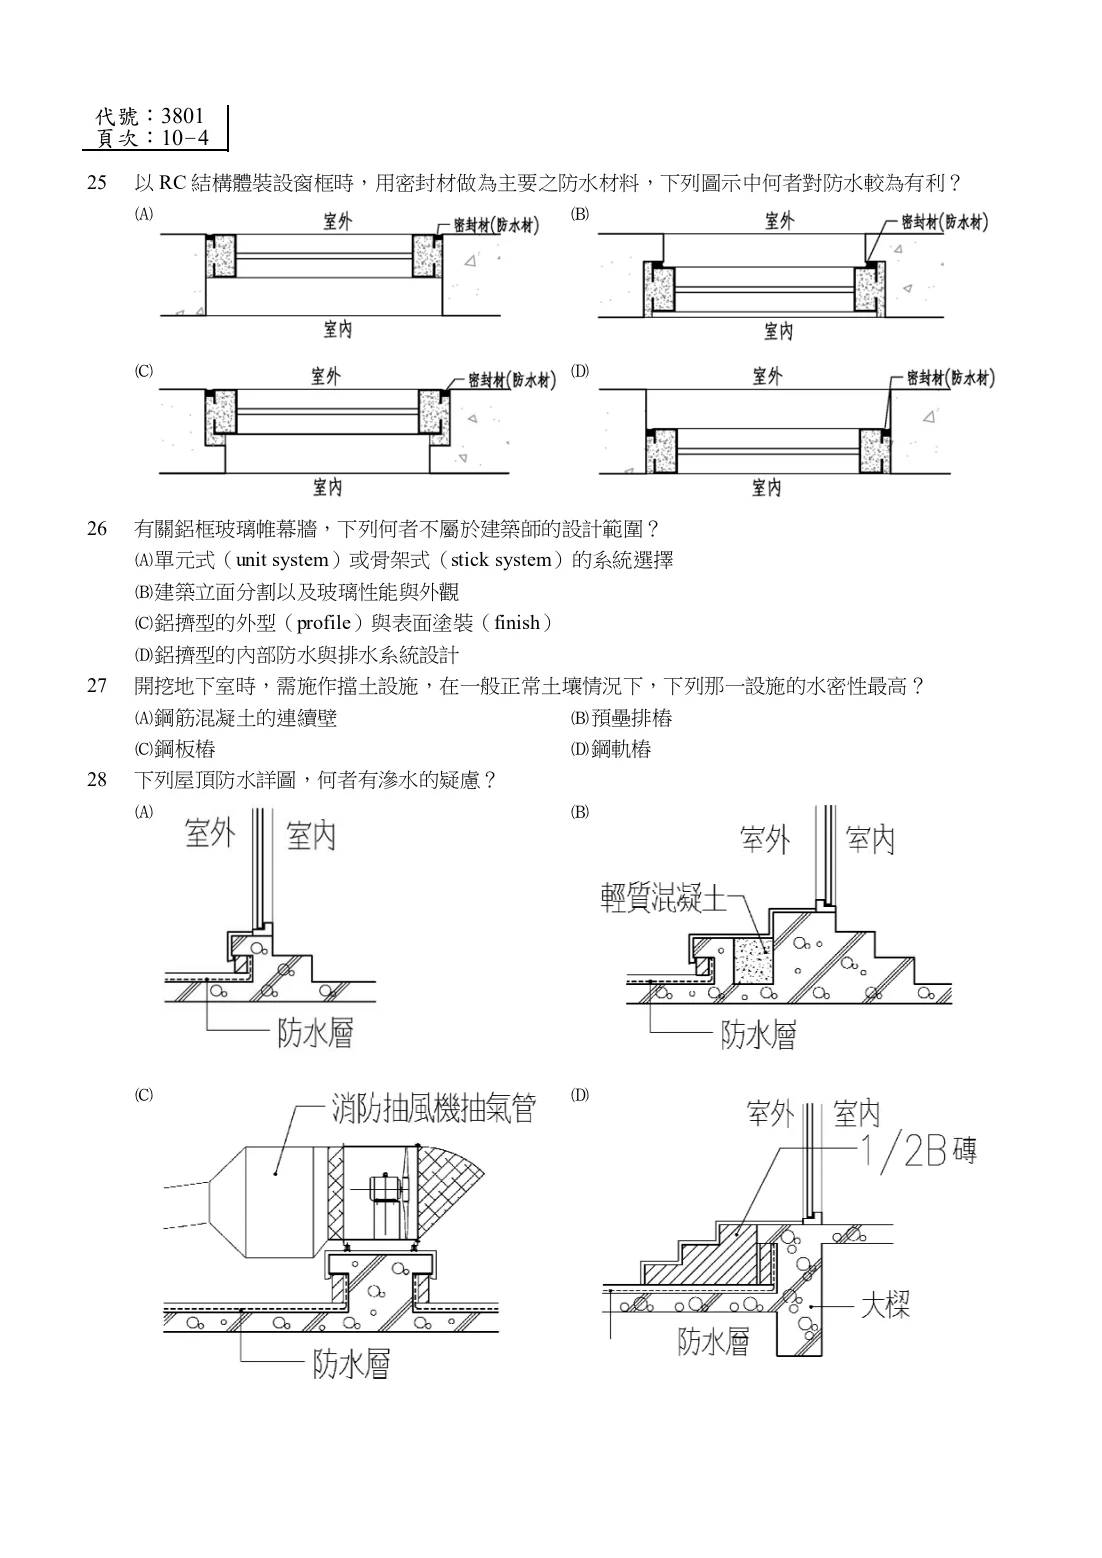 代號：3801
頁次：10－4
25 以 RC 結構體裝設窗框時，用密封材做為主要之防水材料，下列圖示中何者對防水較為有利？
(A) 室外 密封材(防水材) 室內
(B) 室外 密封材(防水材) 室內
(C) 室外 密封材(防水材) 室內
(D) 室外 密封材(防水材) 室內
26 有關鋁框玻璃帷幕牆，下列何者不屬於建築師的設計範圍？
(A)單元式（unit system）或骨架式（stick system）的系統選擇
(B)建築立面分割以及玻璃性能與外觀
(C)鋁擠型的外型（profile）與表面塗裝（finish）
(D)鋁擠型的內部防水與排水系統設計
27 開挖地下室時，需施作擋土設施，在一般正常土壤情況下，下列那一設施的水密性最高？
(A)鋼筋混凝土的連續壁 (B)預壘排樁
(C)鋼板樁 (D)鋼軌樁
28 下列屋頂防水詳圖，何者有滲水的疑慮？
(A) 室外 室內
防水層
(B) 室外 室內
輕質混凝土
防水層
(C) 消防抽風機抽氣管
防水層
(D) 室外 室內
1/2B磚
大樑
防水層